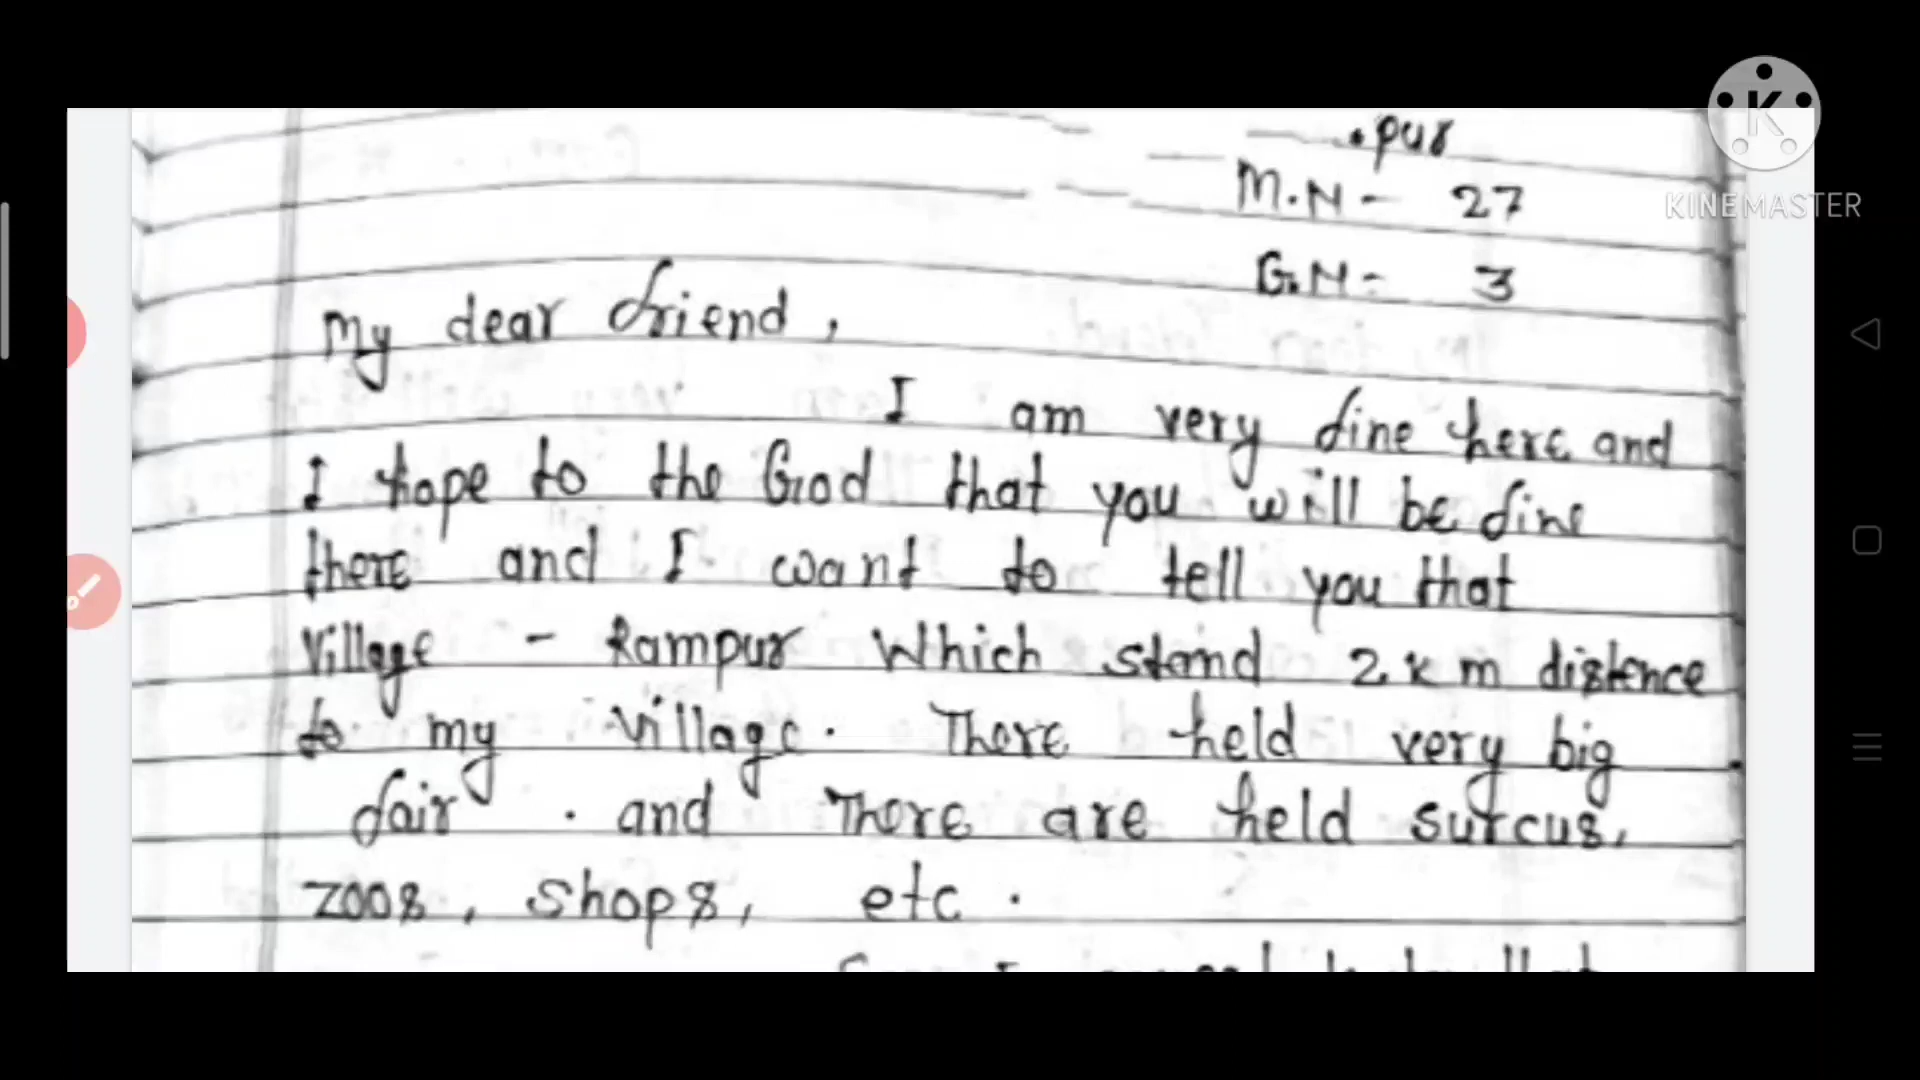 .pur
M.N - 27
KINEMASTER
G.N - 3
My dear friend,
I am very fine here and
I hope to the God that you will be fine
there and I want to tell you that
Village - Rampur Which stand 2 km distence
to my village. There held very big
fair . and There are held surcus,
zoos, shops, etc .